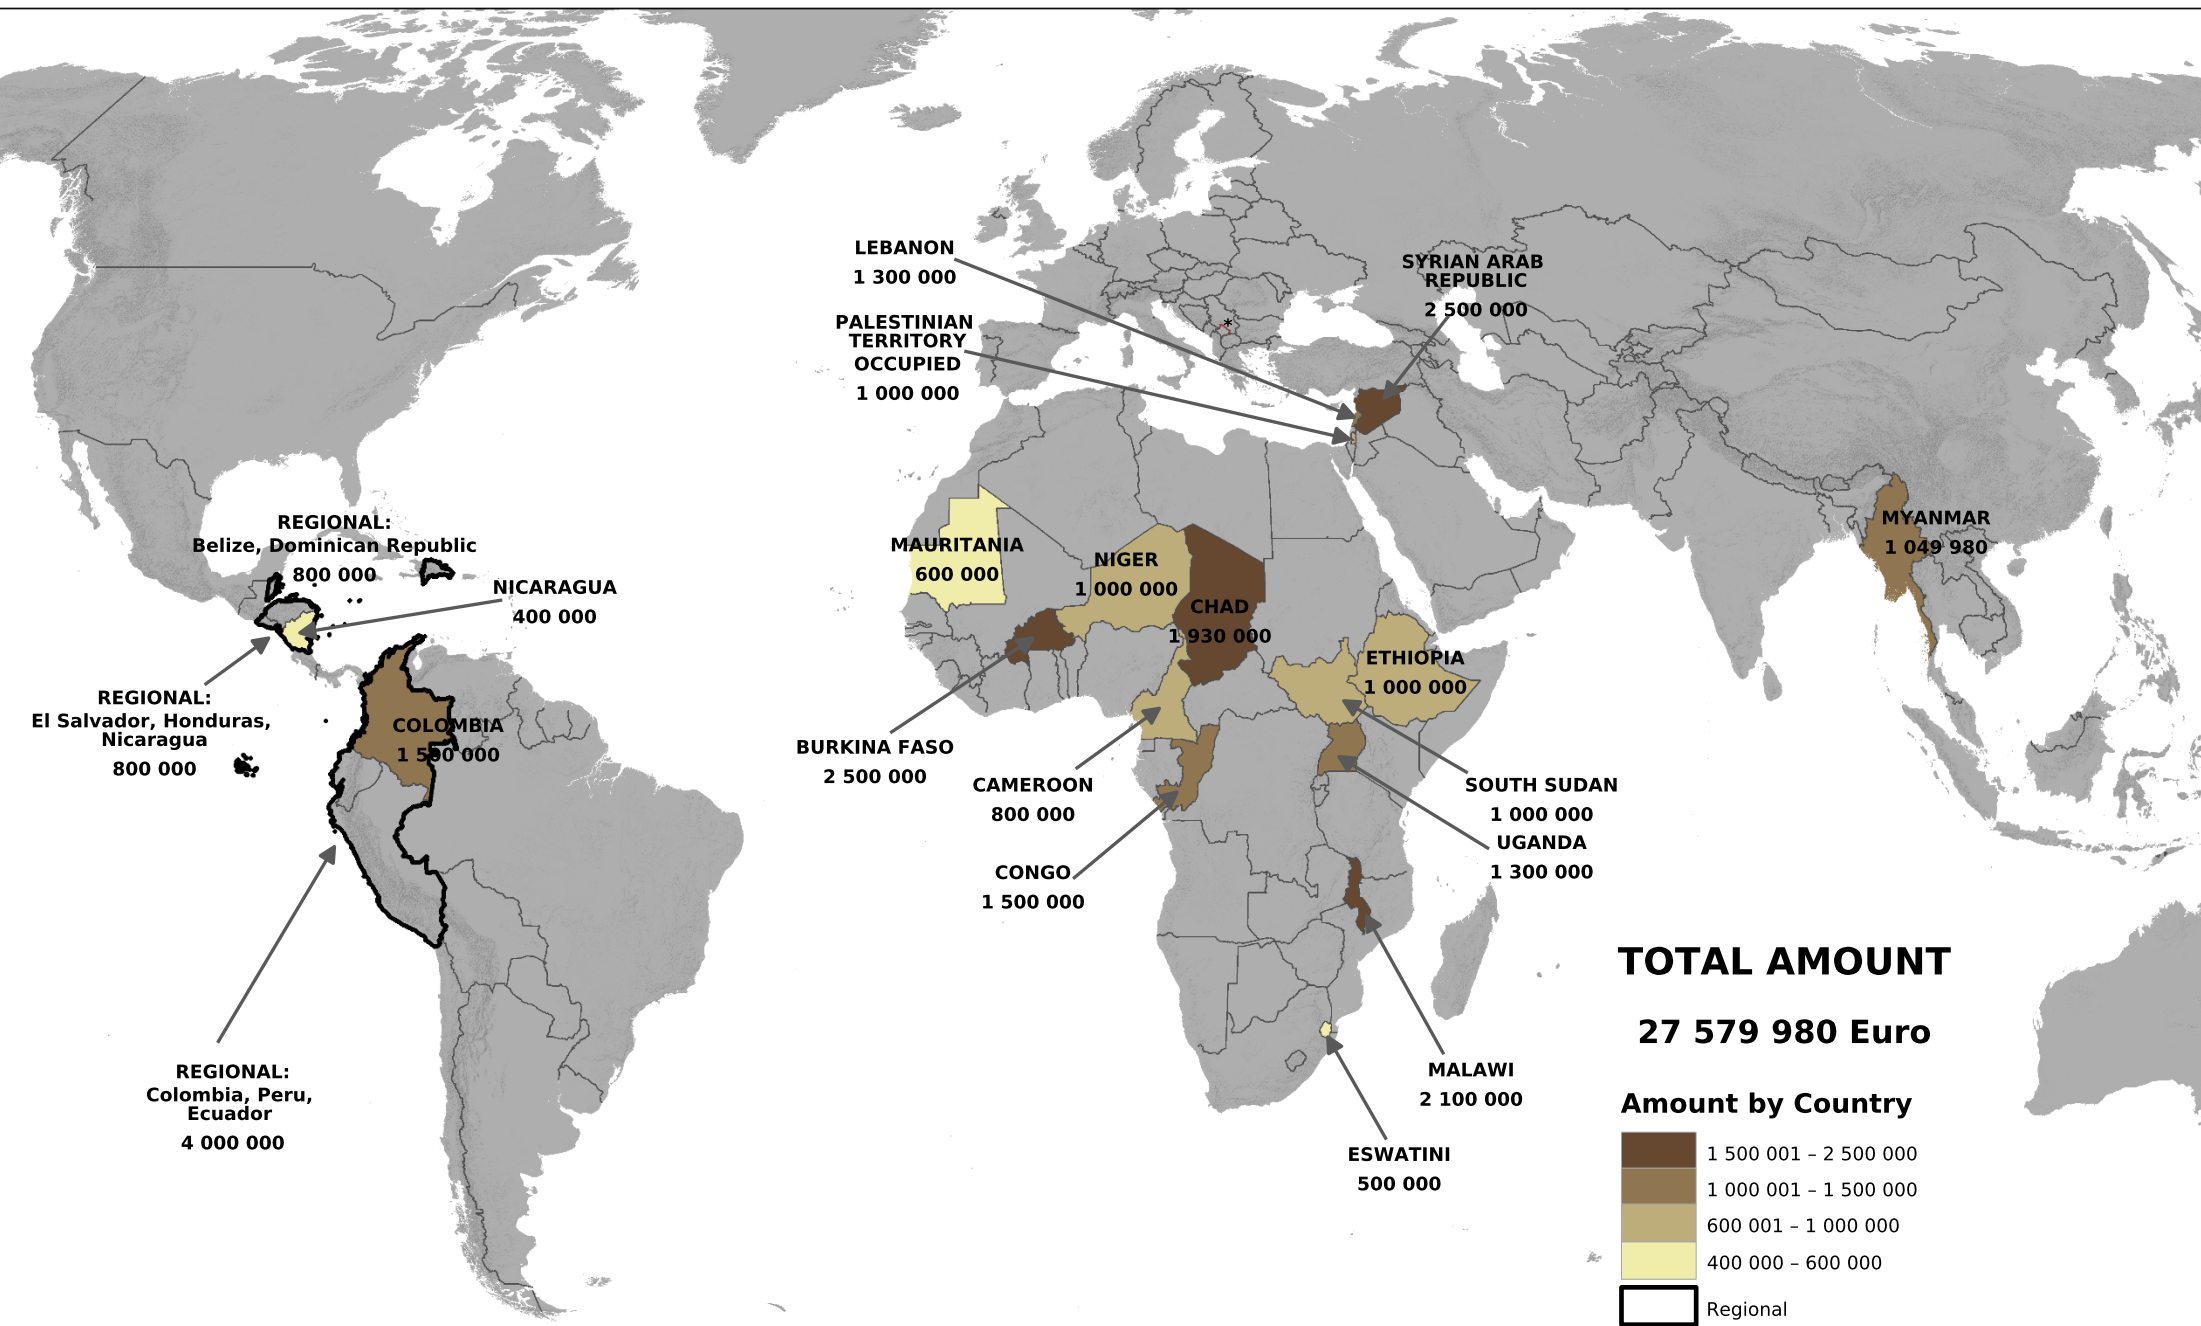 LEBANON
1 300 000
SYRIAN ARAB
REPUBLIC
2 500 000
PALESTINIAN
TERRITORY
OCCUPIED
1 000 000
*
REGIONAL:
Belize, Dominican Republic
800 000
NICARAGUA
400 000
MAURITANIA
600 000
NIGER
1 000 000
CHAD
1 930 000
MYANMAR
1 049 980
ETHIOPIA
1 000 000
REGIONAL:
El Salvador, Honduras,
Nicaragua
800 000
COLOMBIA
1 500 000
BURKINA FASO
2 500 000
CAMEROON
800 000
SOUTH SUDAN
1 000 000
UGANDA
1 300 000
CONGO
1 500 000
REGIONAL:
Colombia, Peru,
Ecuador
4 000 000
MALAWI
2 100 000
ESWATINI
500 000
TOTAL AMOUNT
27 579 980 Euro
Amount by Country
1 500 001 – 2 500 000
1 000 001 – 1 500 000
600 001 – 1 000 000
400 000 – 600 000
Regional